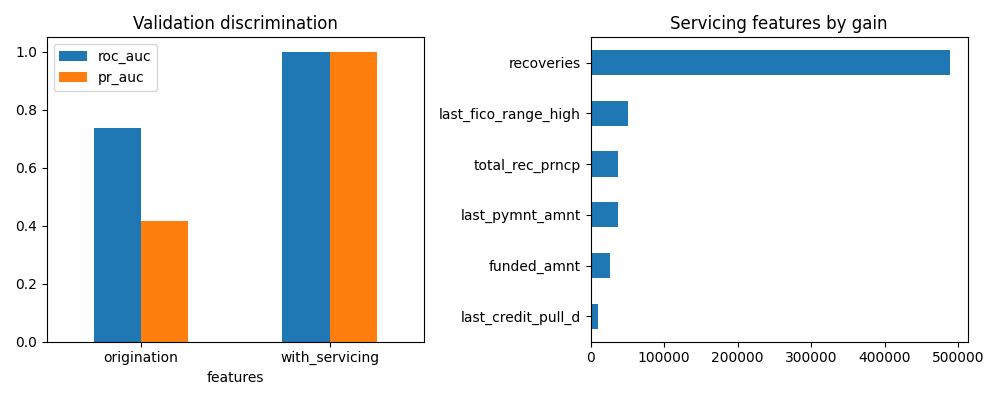 Validation discrimination
1.0
0.8
0.6
0.4
0.2
0.0
roc_auc
pr_auc
origination
with_servicing
features
Servicing features by gain
recoveries
last_fico_range_high
total_rec_prncp
last_pymnt_amnt
funded_amnt
last_credit_pull_d
0 100000 200000 300000 400000 500000